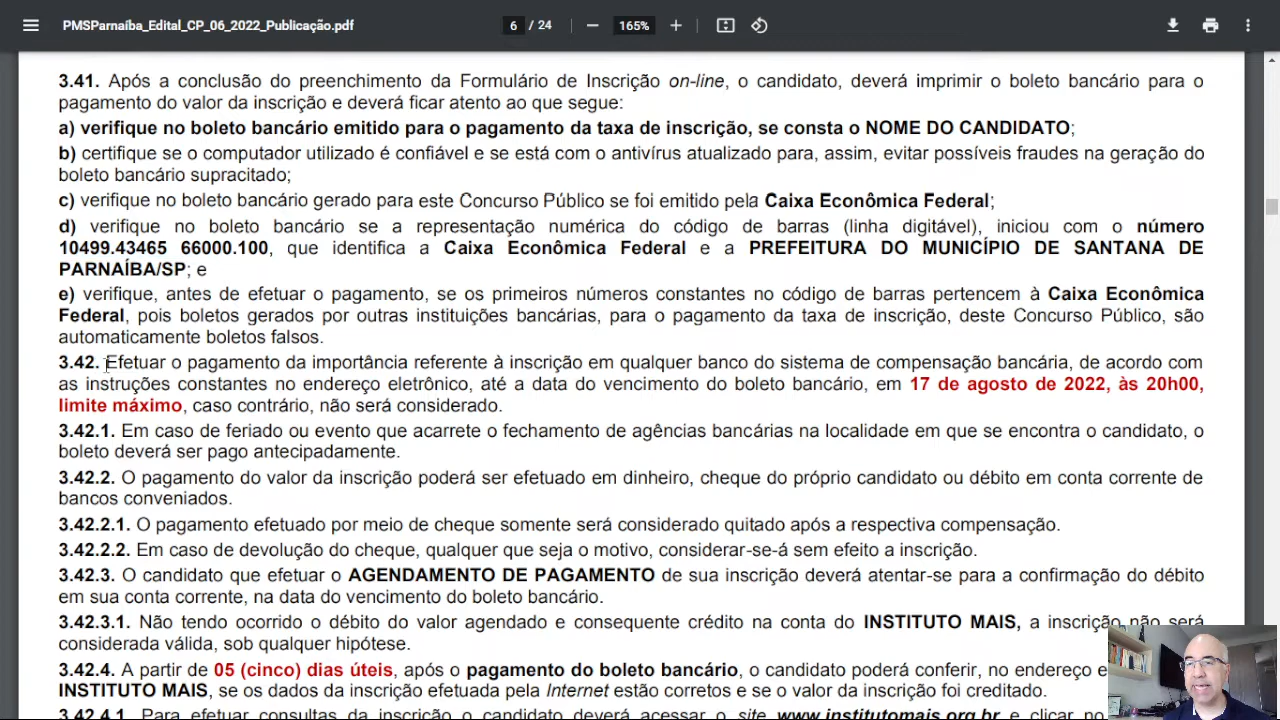 PMSParnaíba_Edital_CP_06_2022_Publicação.pdf
6 / 24
165%
3.41. Após a conclusão do preenchimento da Formulário de Inscrição on-line, o candidato, deverá imprimir o boleto bancário para o
pagamento do valor da inscrição e deverá ficar atento ao que segue:
a) verifique no boleto bancário emitido para o pagamento da taxa de inscrição, se consta o NOME DO CANDIDATO;
b) certifique se o computador utilizado é confiável e se está com o antivírus atualizado para, assim, evitar possíveis fraudes na geração do
boleto bancário supracitado;
c) verifique no boleto bancário gerado para este Concurso Público se foi emitido pela Caixa Econômica Federal;
d) verifique no boleto bancário se a representação numérica do código de barras (linha digitável), iniciou com o número
10499.43465 66000.100, que identifica a Caixa Econômica Federal e a PREFEITURA DO MUNICÍPIO DE SANTANA DE
PARNAÍBA/SP; e
e) verifique, antes de efetuar o pagamento, se os primeiros números constantes no código de barras pertencem à Caixa Econômica
Federal, pois boletos gerados por outras instituições bancárias, para o pagamento da taxa de inscrição, deste Concurso Público, são
automaticamente boletos falsos.
3.42. Efetuar o pagamento da importância referente à inscrição em qualquer banco do sistema de compensação bancária, de acordo com
as instruções constantes no endereço eletrônico, até a data do vencimento do boleto bancário, em 17 de agosto de 2022, às 20h00,
limite máximo, caso contrário, não será considerado.
3.42.1. Em caso de feriado ou evento que acarrete o fechamento de agências bancárias na localidade em que se encontra o candidato, o
boleto deverá ser pago antecipadamente.
3.42.2. O pagamento do valor da inscrição poderá ser efetuado em dinheiro, cheque do próprio candidato ou débito em conta corrente de
bancos conveniados.
3.42.2.1. O pagamento efetuado por meio de cheque somente será considerado quitado após a respectiva compensação.
3.42.2.2. Em caso de devolução do cheque, qualquer que seja o motivo, considerar-se-á sem efeito a inscrição.
3.42.3. O candidato que efetuar o AGENDAMENTO DE PAGAMENTO de sua inscrição deverá atentar-se para a confirmação do débito
em sua conta corrente, na data do vencimento do boleto bancário.
3.42.3.1. Não tendo ocorrido o débito do valor agendado e consequente crédito na conta do INSTITUTO MAIS, a inscrição não será
considerada válida, sob qualquer hipótese.
3.42.4. A partir de 05 (cinco) dias úteis, após o pagamento do boleto bancário, o candidato poderá conferir, no endereço e
INSTITUTO MAIS, se os dados da inscrição efetuada pela Internet estão corretos e se o valor da inscrição foi creditado.
3.42.4.1. Para efetuar consultas da inscrição o candidato deverá acessar o site www.institutomais.org.br e clicar no